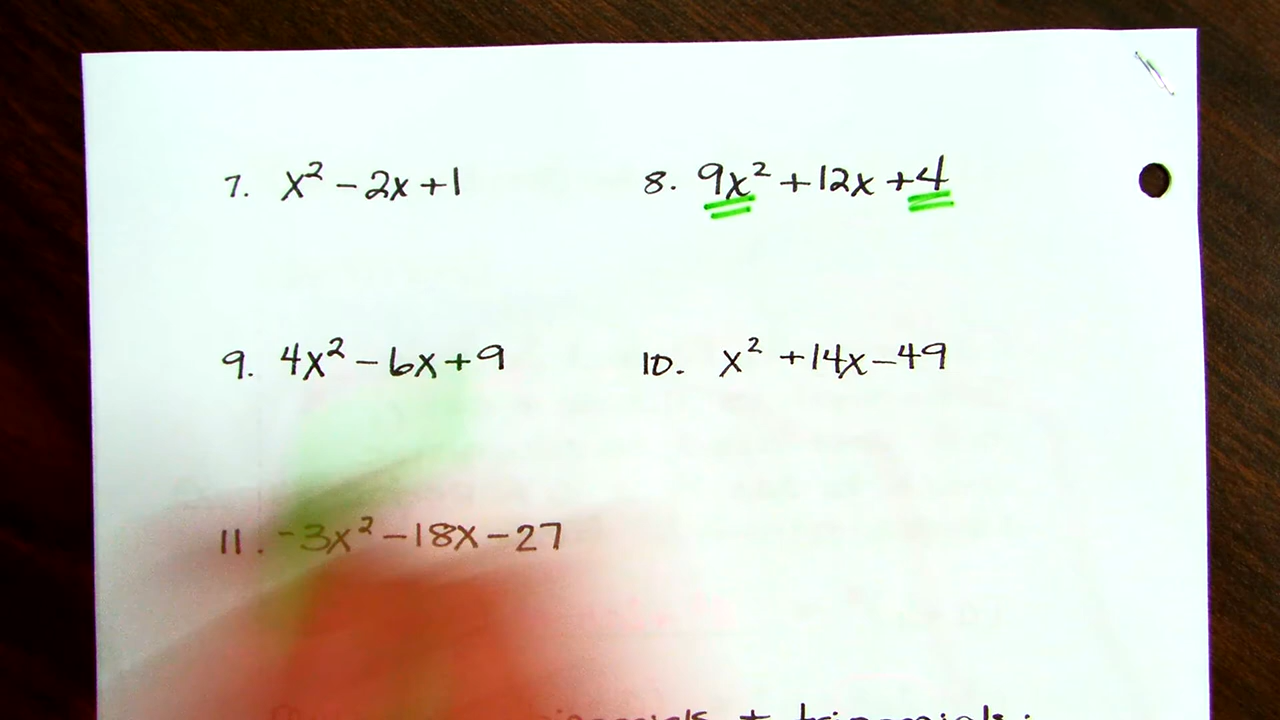 7. x² - 2x + 1
8. 9x² + 12x + 4
9. 4x² - 6x + 9
10. x² + 14x - 49
11. -3x² - 18x - 27
+ trinomials: